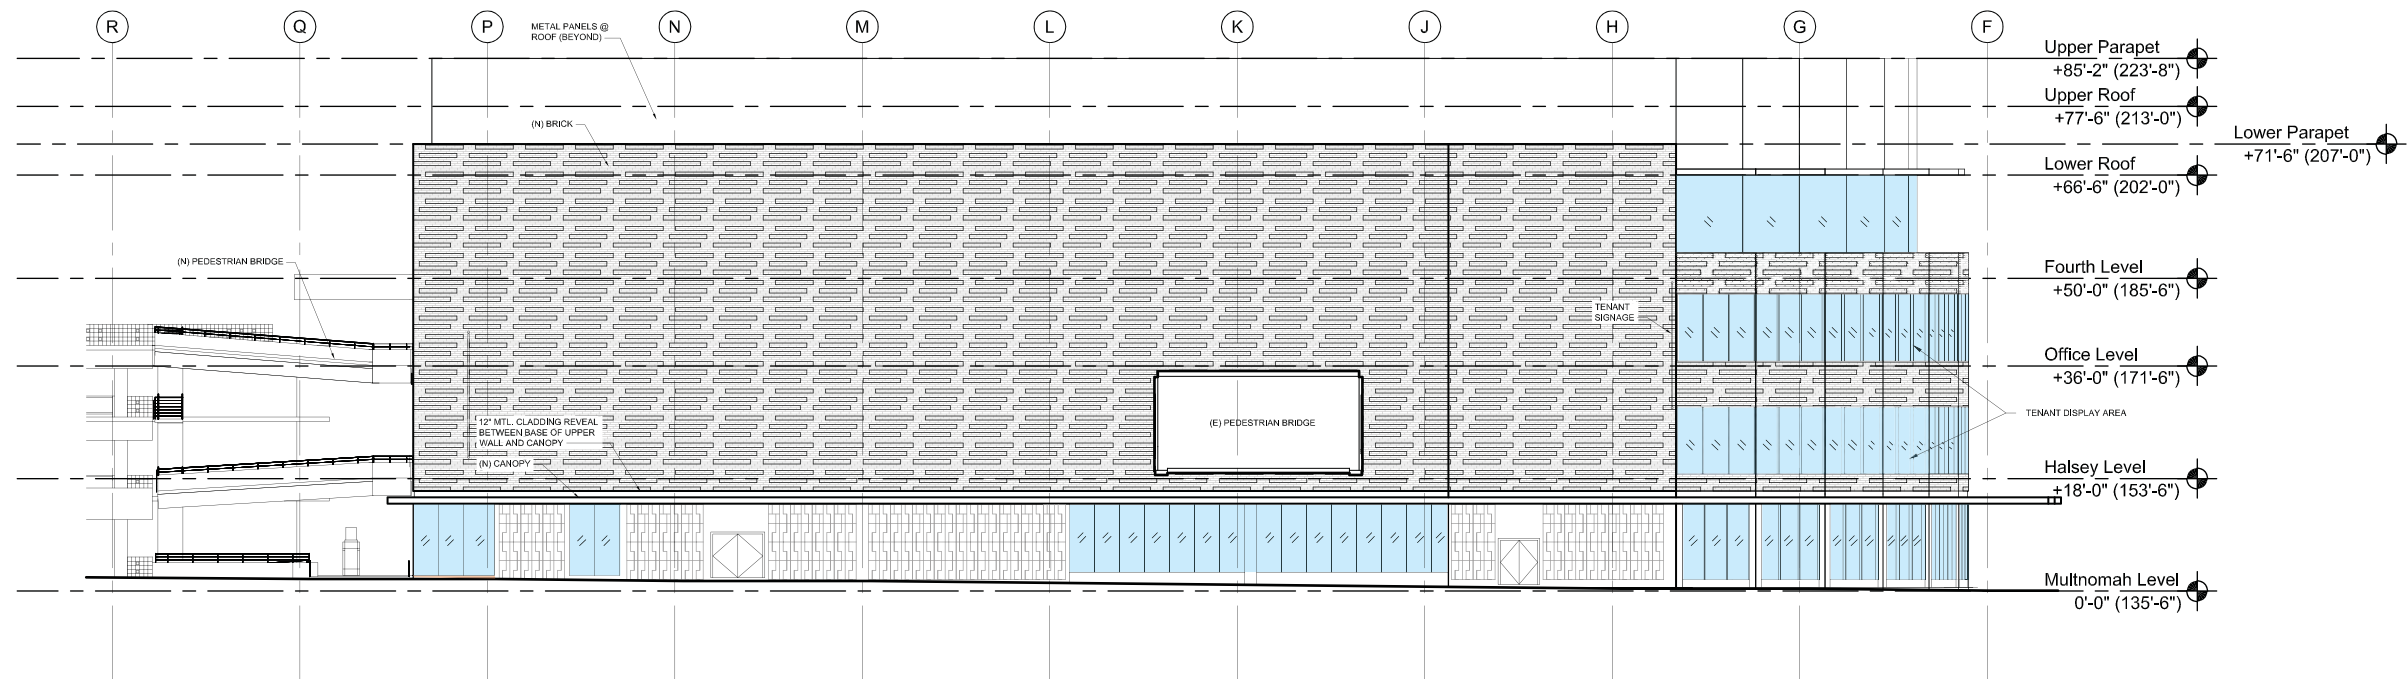 R
Q
P
N
M
L
K
J
H
G
F
METAL PANELS @
ROOF (BEYOND)
Upper Parapet
+85'-2" (223'-8")
Upper Roof
+77'-6" (213'-0")
(N) BRICK
Lower Parapet
+71'-6" (207'-0")
Lower Roof
+66'-6" (202'-0")
(N) PEDESTRIAN BRIDGE
Fourth Level
+50'-0" (185'-6")
TENANT
SIGNAGE
Office Level
+36'-0" (171'-6")
12" MTL. CLADDING REVEAL
BETWEEN BASE OF UPPER
WALL AND CANOPY
(E) PEDESTRIAN BRIDGE
TENANT DISPLAY AREA
(N) CANOPY
Halsey Level
+18'-0" (153'-6")
Multnomah Level
0'-0" (135'-6")